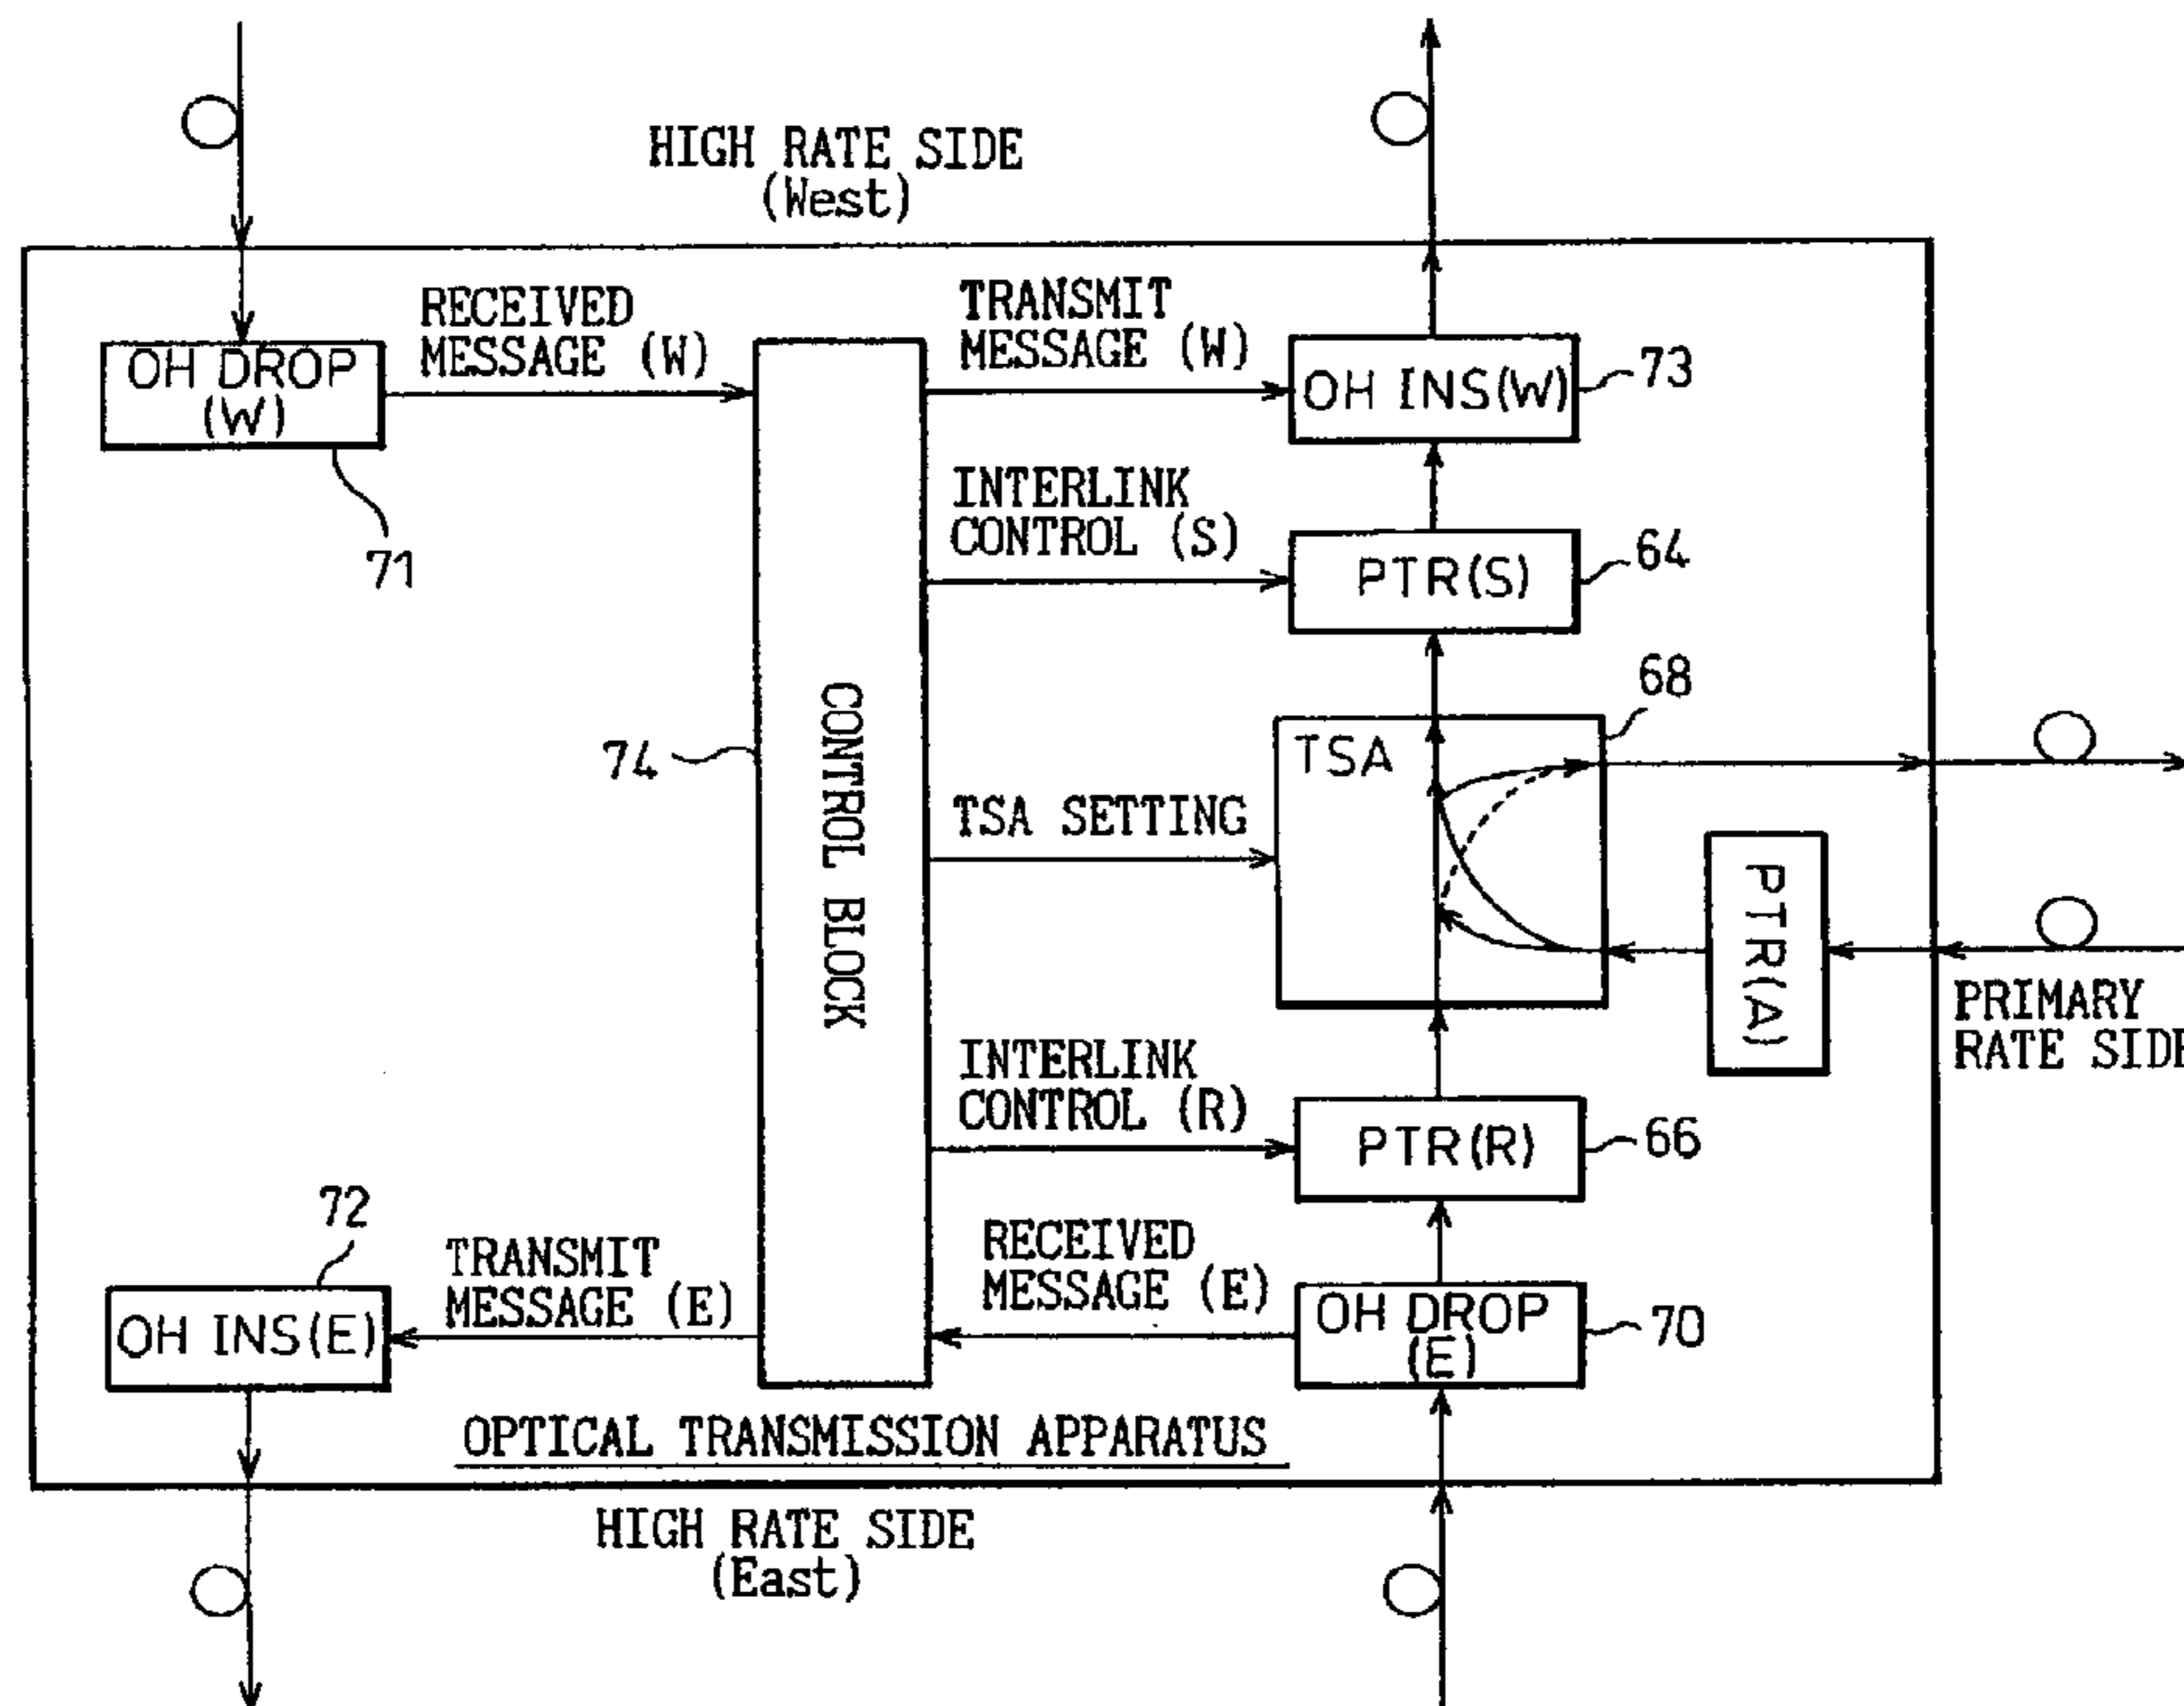 HIGH RATE SIDE
(West)
RECEIVED
MESSAGE (W)
TRANSMIT
MESSAGE (W)
OH DROP
(W)
OH INS(W)
73
71
INTERLINK
CONTROL (S)
PTR(S)
64
68
TSA
74
CONTROL BLOCK
TSA SETTING
PTR(A)
PRIMARY
RATE SIDE
INTERLINK
CONTROL (R)
PTR(R)
66
72
TRANSMIT
MESSAGE (E)
RECEIVED
MESSAGE (E)
OH INS(E)
OH DROP
(E)
70
OPTICAL TRANSMISSION APPARATUS
HIGH RATE SIDE
(East)